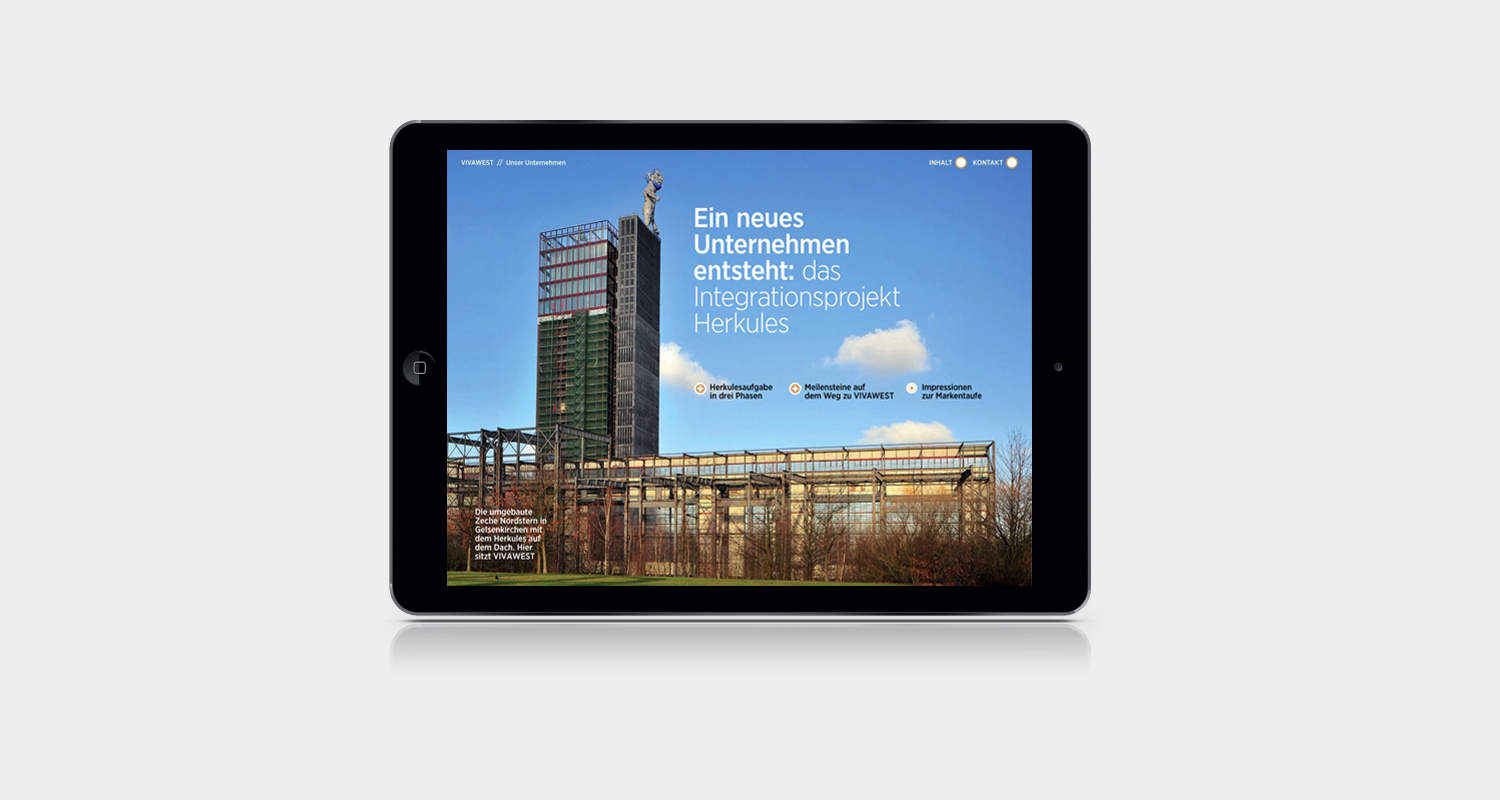 VIVAWEST // Unser Unternehmen
INHALT
KONTAKT
Ein neues
Unternehmen
entsteht: das
Integrationsprojekt
Herkules
Herkulesaufgabe
in drei Phasen
Meilensteine auf
dem Weg zu VIVAWEST
Impressionen
zur Markentaufe
Die umgebaute
Zeche Nordstern in
Gelsenkirchen mit
dem Herkules auf
dem Dach. Hier
sitzt VIVAWEST